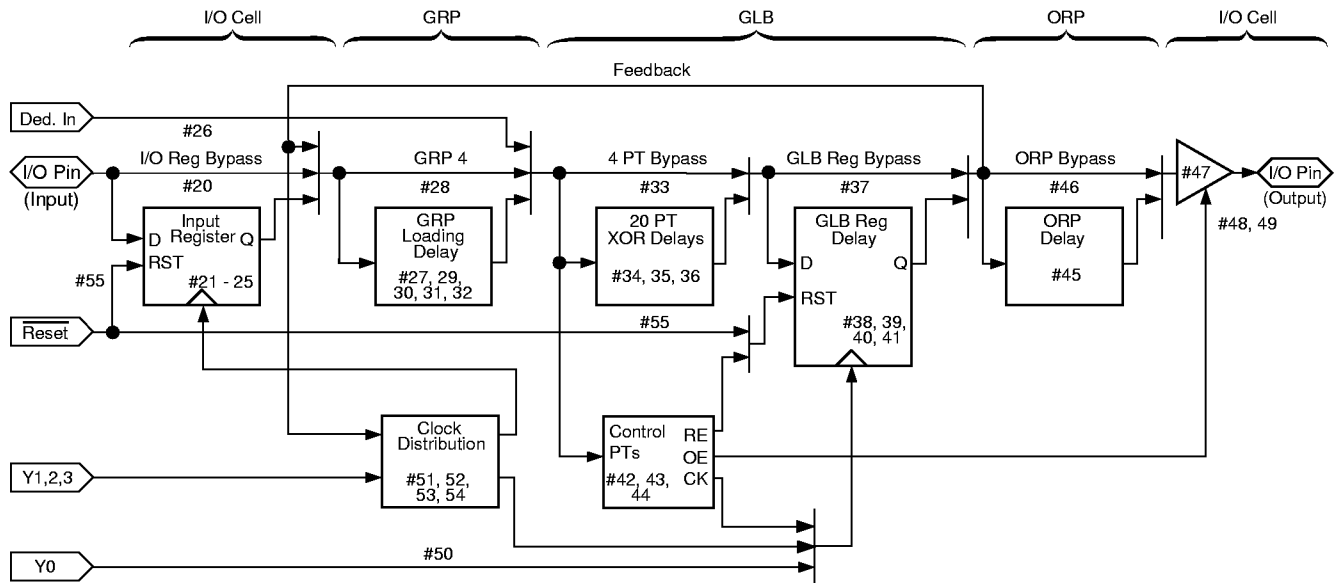 I/O Cell
GRP
GLB
ORP
I/O Cell
Feedback
Ded. In
#26
I/O Pin
(Input)
I/O Reg Bypass
#20
GRP 4
#28
4 PT Bypass
#33
GLB Reg Bypass
#37
ORP Bypass
#46
#47
I/O Pin
(Output)
#48, 49
Input
Register
D
Q
RST
#21 - 25
#55
GRP
Loading
Delay
#27, 29,
30, 31, 32
20 PT
XOR Delays
#34, 35, 36
GLB Reg
Delay
D
Q
RST
#38, 39,
40, 41
ORP
Delay
#45
Reset
#55
Clock
Distribution
#51, 52,
53, 54
Control
PTs
RE
OE
CK
#42, 43,
44
Y1,2,3
Y0
#50